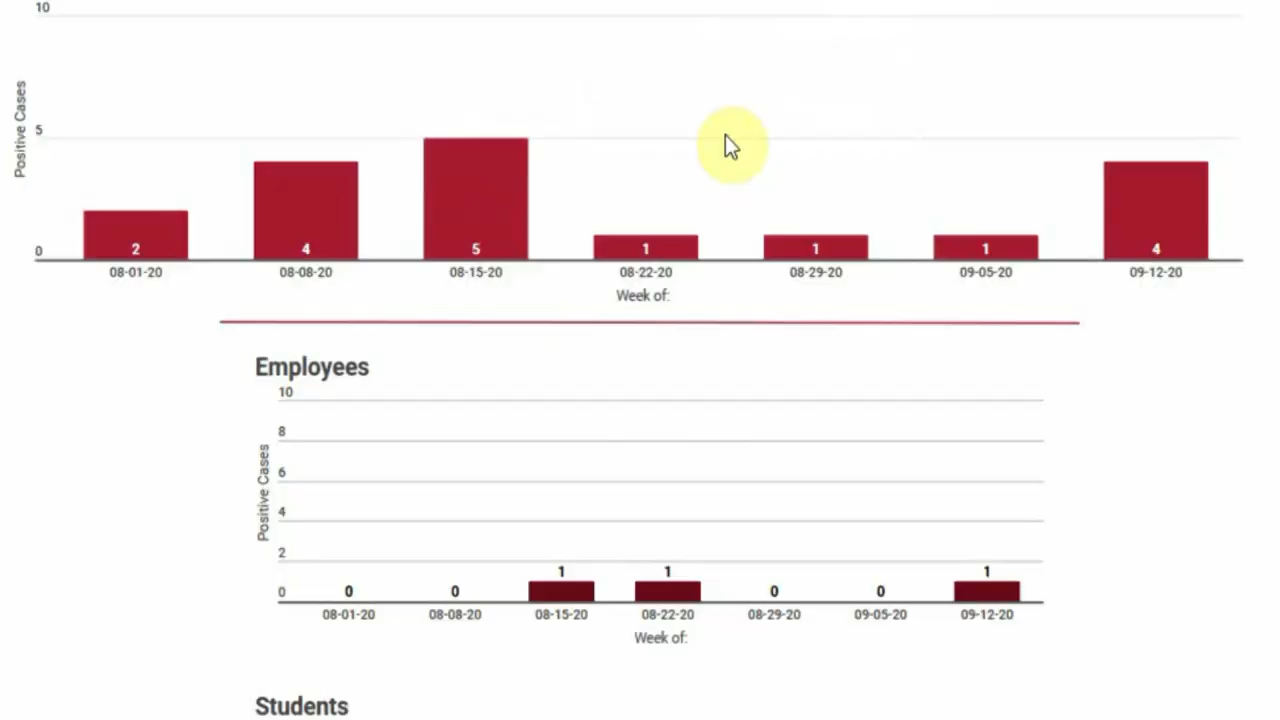 10
Positive Cases
5
0
2 4 5 1 1 1 4
08-01-20 08-08-20 08-15-20 08-22-20 08-29-20 09-05-20 09-12-20
Week of:
Employees
10
8
6
4
2
0
Positive Cases
0 0 1 1 0 0 1
08-01-20 08-08-20 08-15-20 08-22-20 08-29-20 09-05-20 09-12-20
Week of:
Students